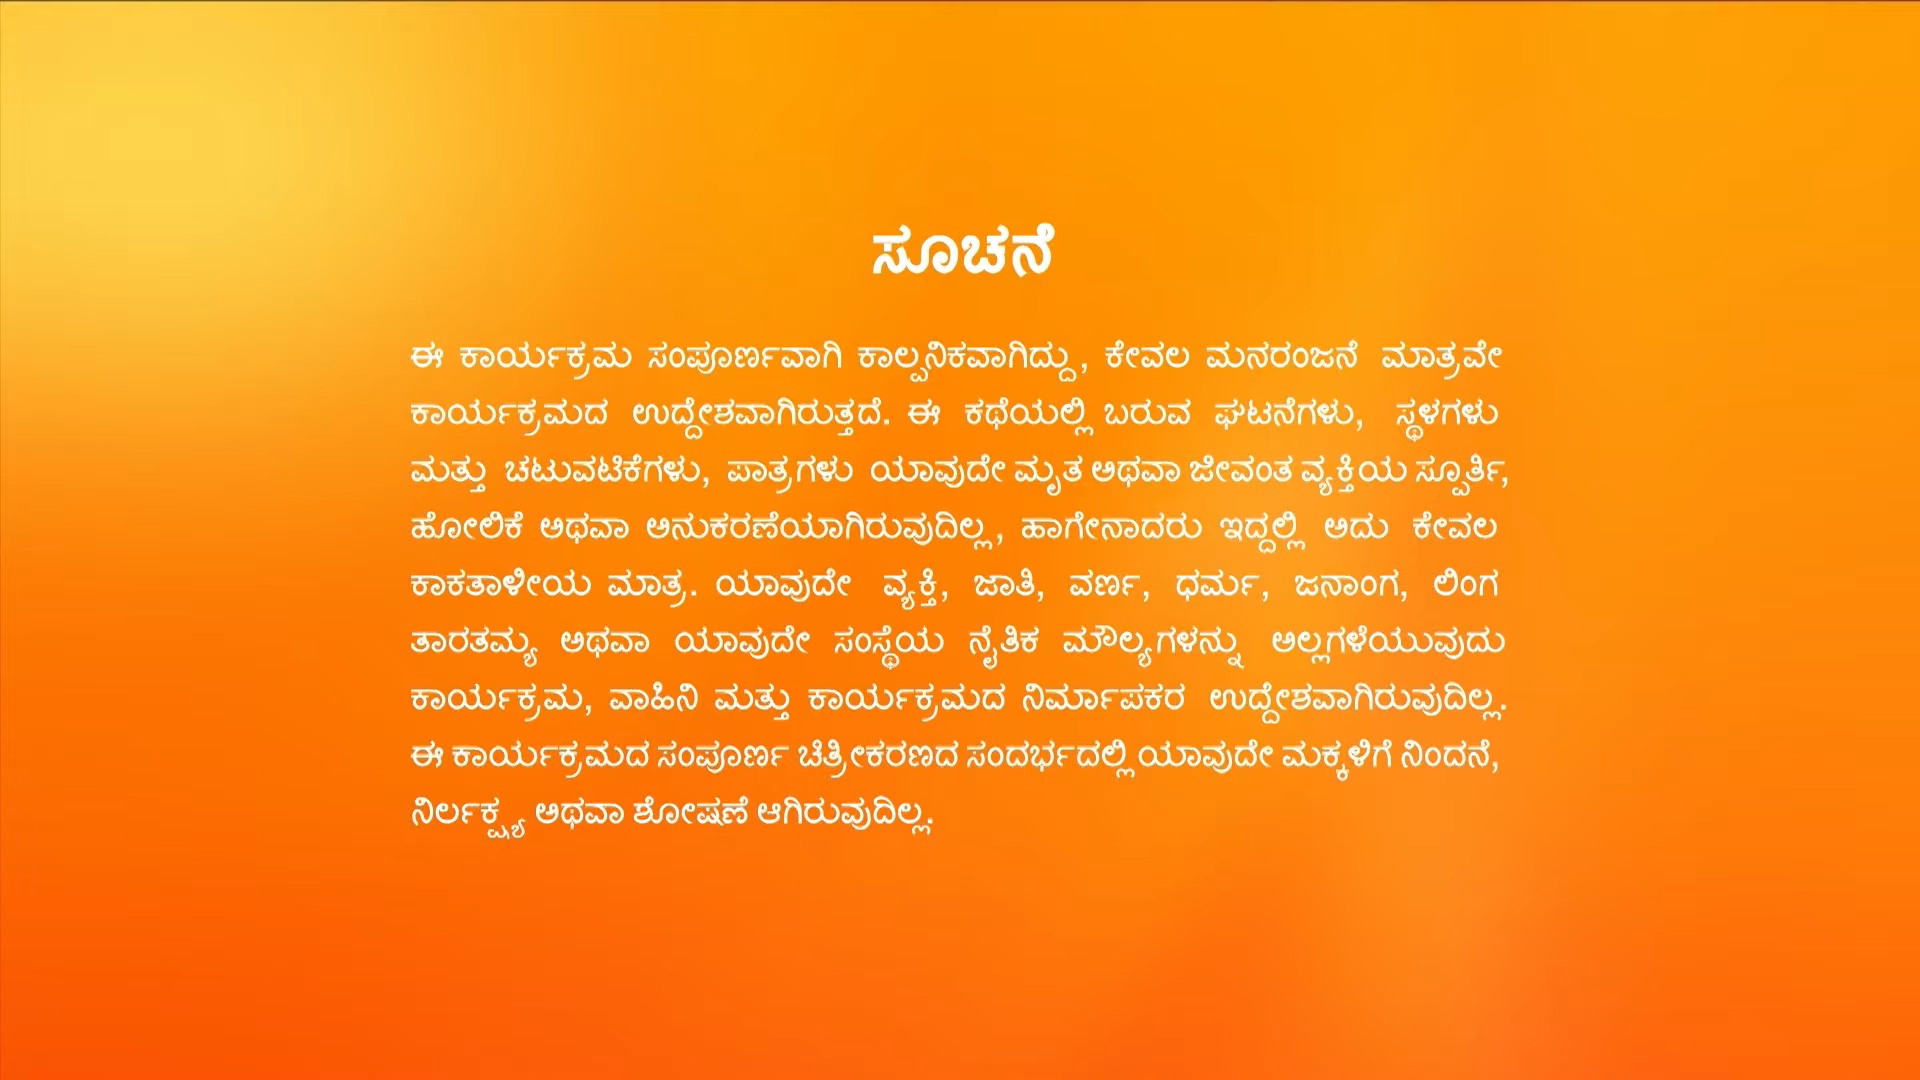 ಸೂಚನೆ
ಈ ಕಾರ್ಯಕ್ರಮ ಸಂಪೂರ್ಣವಾಗಿ ಕಾಲ್ಪನಿಕವಾಗಿದ್ದು, ಕೇವಲ ಮನರಂಜನೆ ಮಾತ್ರವೇ
ಕಾರ್ಯಕ್ರಮದ ಉದ್ದೇಶವಾಗಿರುತ್ತದೆ. ಈ ಕಥೆಯಲ್ಲಿ ಬರುವ ಘಟನೆಗಳು, ಸ್ಥಳಗಳು
ಮತ್ತು ಚಟುವಟಿಕೆಗಳು, ಪಾತ್ರಗಳು ಯಾವುದೇ ಮೃತ ಅಥವಾ ಜೀವಂತ ವ್ಯಕ್ತಿಯ ಸ್ಪೂರ್ತಿ,
ಹೋಲಿಕೆ ಅಥವಾ ಅನುಕರಣೆಯಾಗಿರುವುದಿಲ್ಲ, ಹಾಗೇನಾದರು ಇದ್ದಲ್ಲಿ ಅದು ಕೇವಲ
ಕಾಕತಾಳೀಯ ಮಾತ್ರ. ಯಾವುದೇ ವ್ಯಕ್ತಿ, ಜಾತಿ, ವರ್ಣ, ಧರ್ಮ, ಜನಾಂಗ, ಲಿಂಗ
ತಾರತಮ್ಯ ಅಥವಾ ಯಾವುದೇ ಸಂಸ್ಥೆಯ ನೈತಿಕ ಮೌಲ್ಯಗಳನ್ನು ಅಲ್ಲಗಳೆಯುವುದು
ಕಾರ್ಯಕ್ರಮ, ವಾಹಿನಿ ಮತ್ತು ಕಾರ್ಯಕ್ರಮದ ನಿರ್ಮಾಪಕರ ಉದ್ದೇಶವಾಗಿರುವುದಿಲ್ಲ.
ಈ ಕಾರ್ಯಕ್ರಮದ ಸಂಪೂರ್ಣ ಚಿತ್ರೀಕರಣದ ಸಂದರ್ಭದಲ್ಲಿ ಯಾವುದೇ ಮಕ್ಕಳಿಗೆ ನಿಂದನೆ,
ನಿರ್ಲಕ್ಷ್ಯ ಅಥವಾ ಶೋಷಣೆ ಆಗಿರುವುದಿಲ್ಲ.